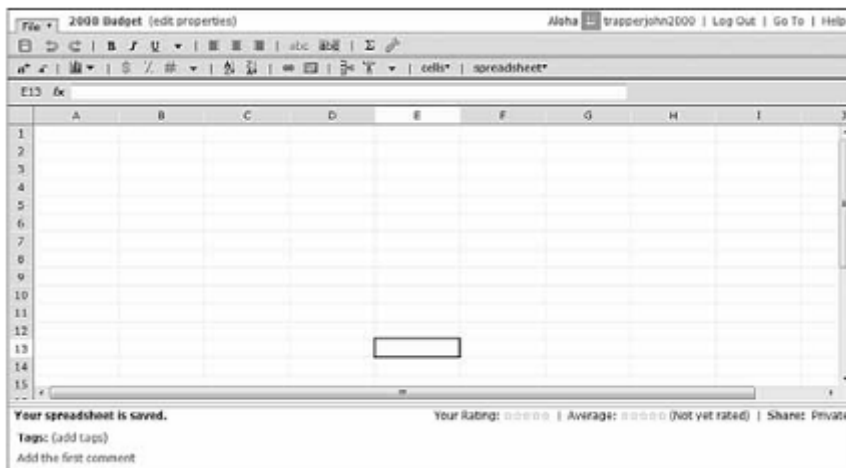 File 2008 Budget (edit properties) Aloha trapperjohn2000 | Log Out | Go To | Help
B I U abc abc Σ
$ % # cells spreadsheet
E13 fx
A B C D E F G H I
1
2
3
4
5
6
7
8
9
10
11
12
13
14
15
Your spreadsheet is saved. Your Rating: | Average: (Not yet rated) | Share: Private
Tags: (add tags)
Add the first comment